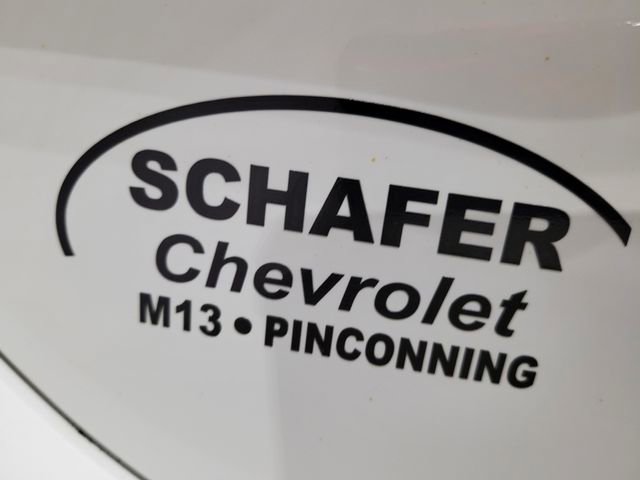 SCHAFER
Chevrolet
M13 • PINCONNING